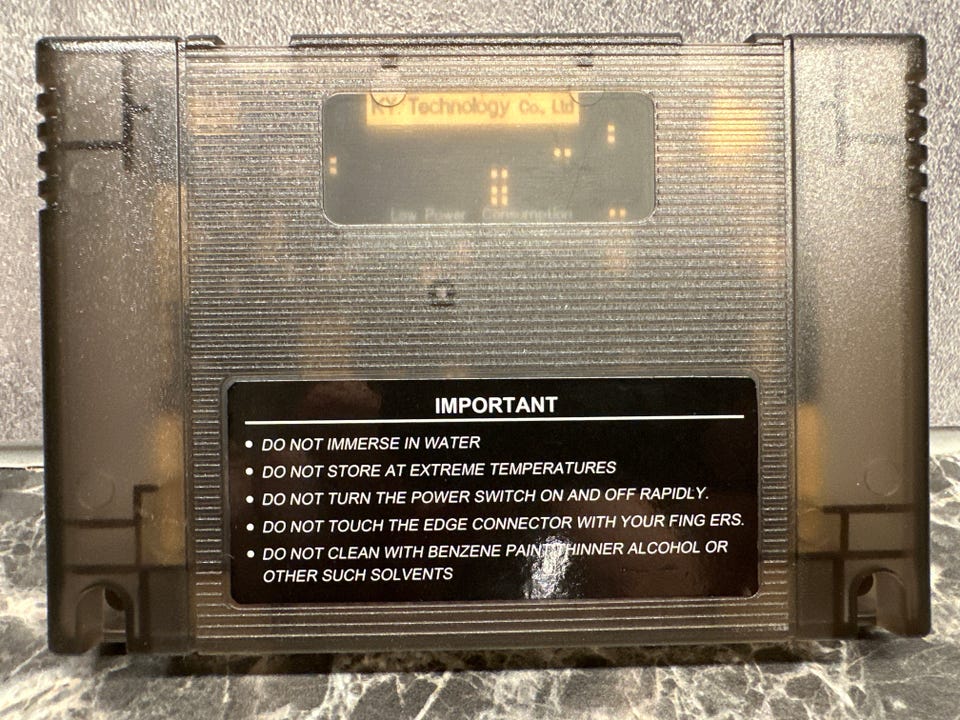 KY. Technology Co., Ltd
Low Power Consumption
IMPORTANT
• DO NOT IMMERSE IN WATER
• DO NOT STORE AT EXTREME TEMPERATURES
• DO NOT TURN THE POWER SWITCH ON AND OFF RAPIDLY.
• DO NOT TOUCH THE EDGE CONNECTOR WITH YOUR FING ERS.
• DO NOT CLEAN WITH BENZENE PAINT THINNER ALCOHOL OR
OTHER SUCH SOLVENTS